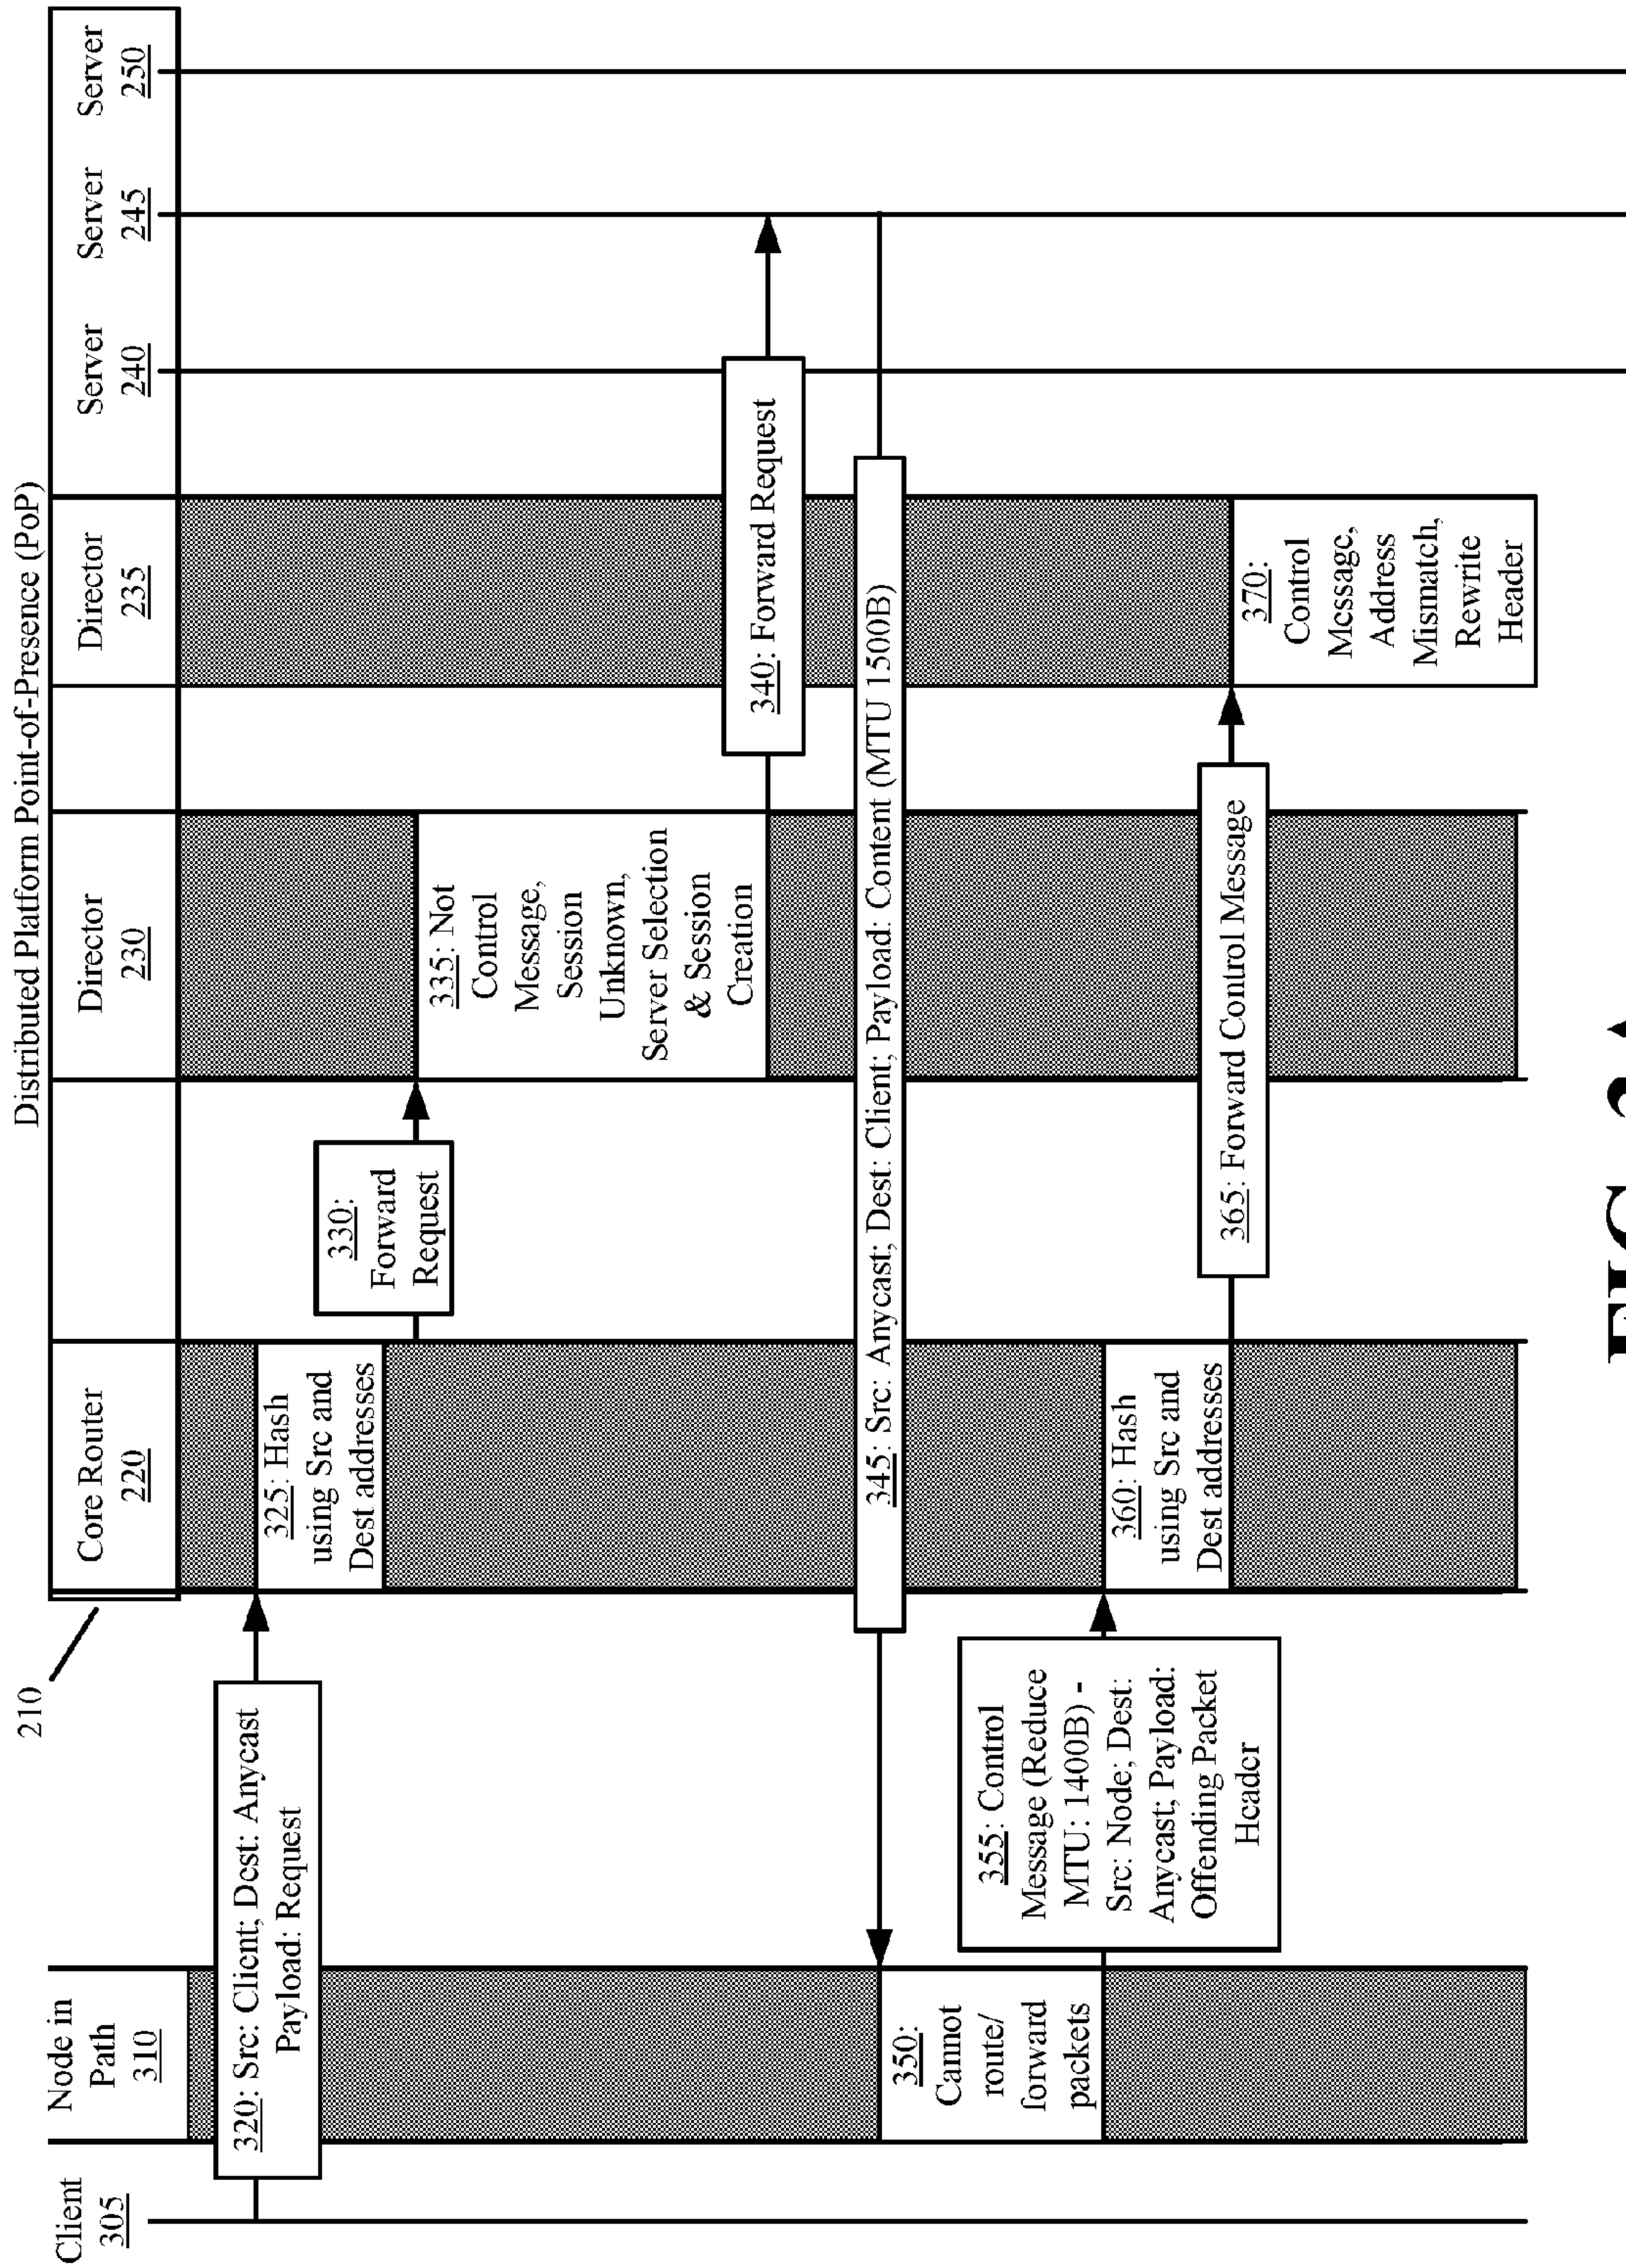 Distributed Platform Point-of-Presence (PoP)
210
Client
305
Node in
Path
310
Core Router
220
Director
230
Director
235
Server
240
Server
245
Server
250
320: Src: Client; Dest: Anycast
Payload: Request
325: Hash
using Src and
Dest addresses
330:
Forward
Request
335: Not
Control
Message,
Session
Unknown,
Server Selection
& Session
Creation
340: Forward Request
345: Src: Anycast; Dest: Client; Payload: Content (MTU 1500B)
350:
Cannot
route/
forward
packets
355: Control
Message (Reduce
MTU: 1400B) -
Src: Node; Dest:
Anycast; Payload:
Offending Packet
Header
360: Hash
using Src and
Dest addresses
365: Forward Control Message
370:
Control
Message,
Address
Mismatch,
Rewrite
Header